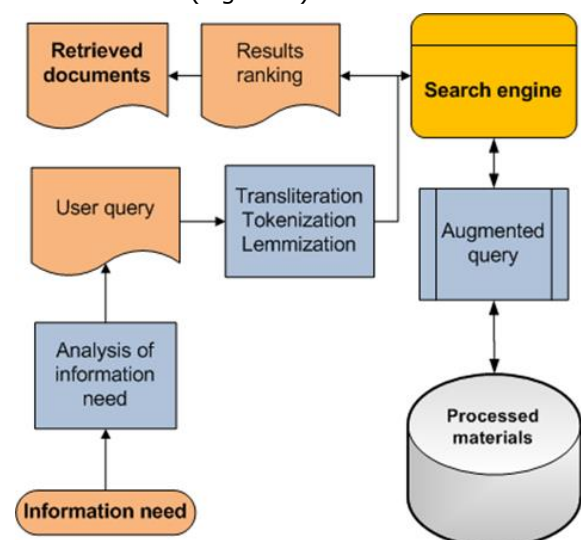 Retrieved
documents
Results
ranking
Search engine
User query
Transliteration
Tokenization
Lemmization
Augmented
query
Analysis of
information
need
Processed
materials
Information need